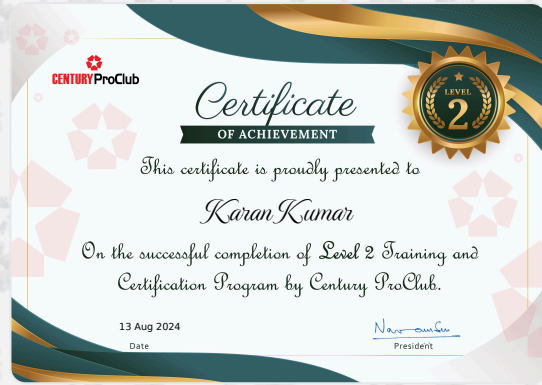 CENTURY ProClub
Certificate
OF ACHIEVEMENT
LEVEL
2
This certificate is proudly presented to
Karan Kumar
On the successful completion of Level 2 Training and
Certification Program by Century ProClub.
13 Aug 2024
Date
President